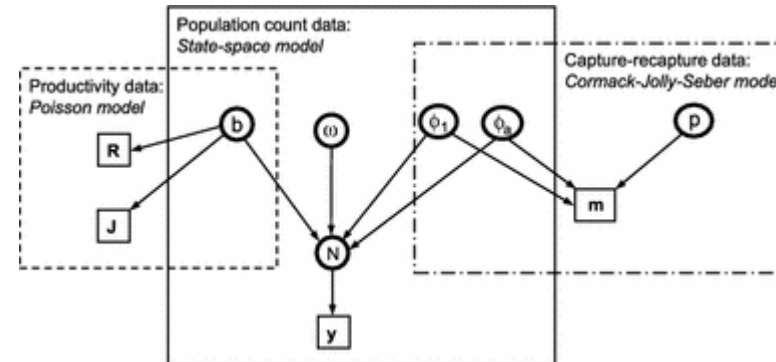 Population count data:
State-space model
Capture-recapture data:
Cormack-Jolly-Seber mode
Productivity data:
Poisson model
b
ω
ϕ1
ϕa
p
R
m
J
N
y